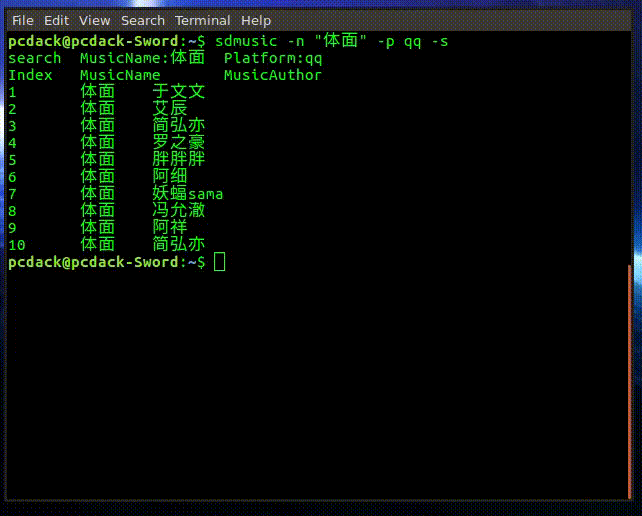 File Edit View Search Terminal Help
pcdack@pcdack-Sword:~$ sdmusic -n "体面" -p qq -s
search MusicName:体面 Platform:qq
Index MusicName MusicAuthor
1 体面 于文文
2 体面 艾辰
3 体面 简弘亦
4 体面 罗之豪
5 体面 胖胖胖
6 体面 阿细
7 体面 妖蝠sama
8 体面 冯允澈
9 体面 阿祥
10 体面 简弘亦
pcdack@pcdack-Sword:~$